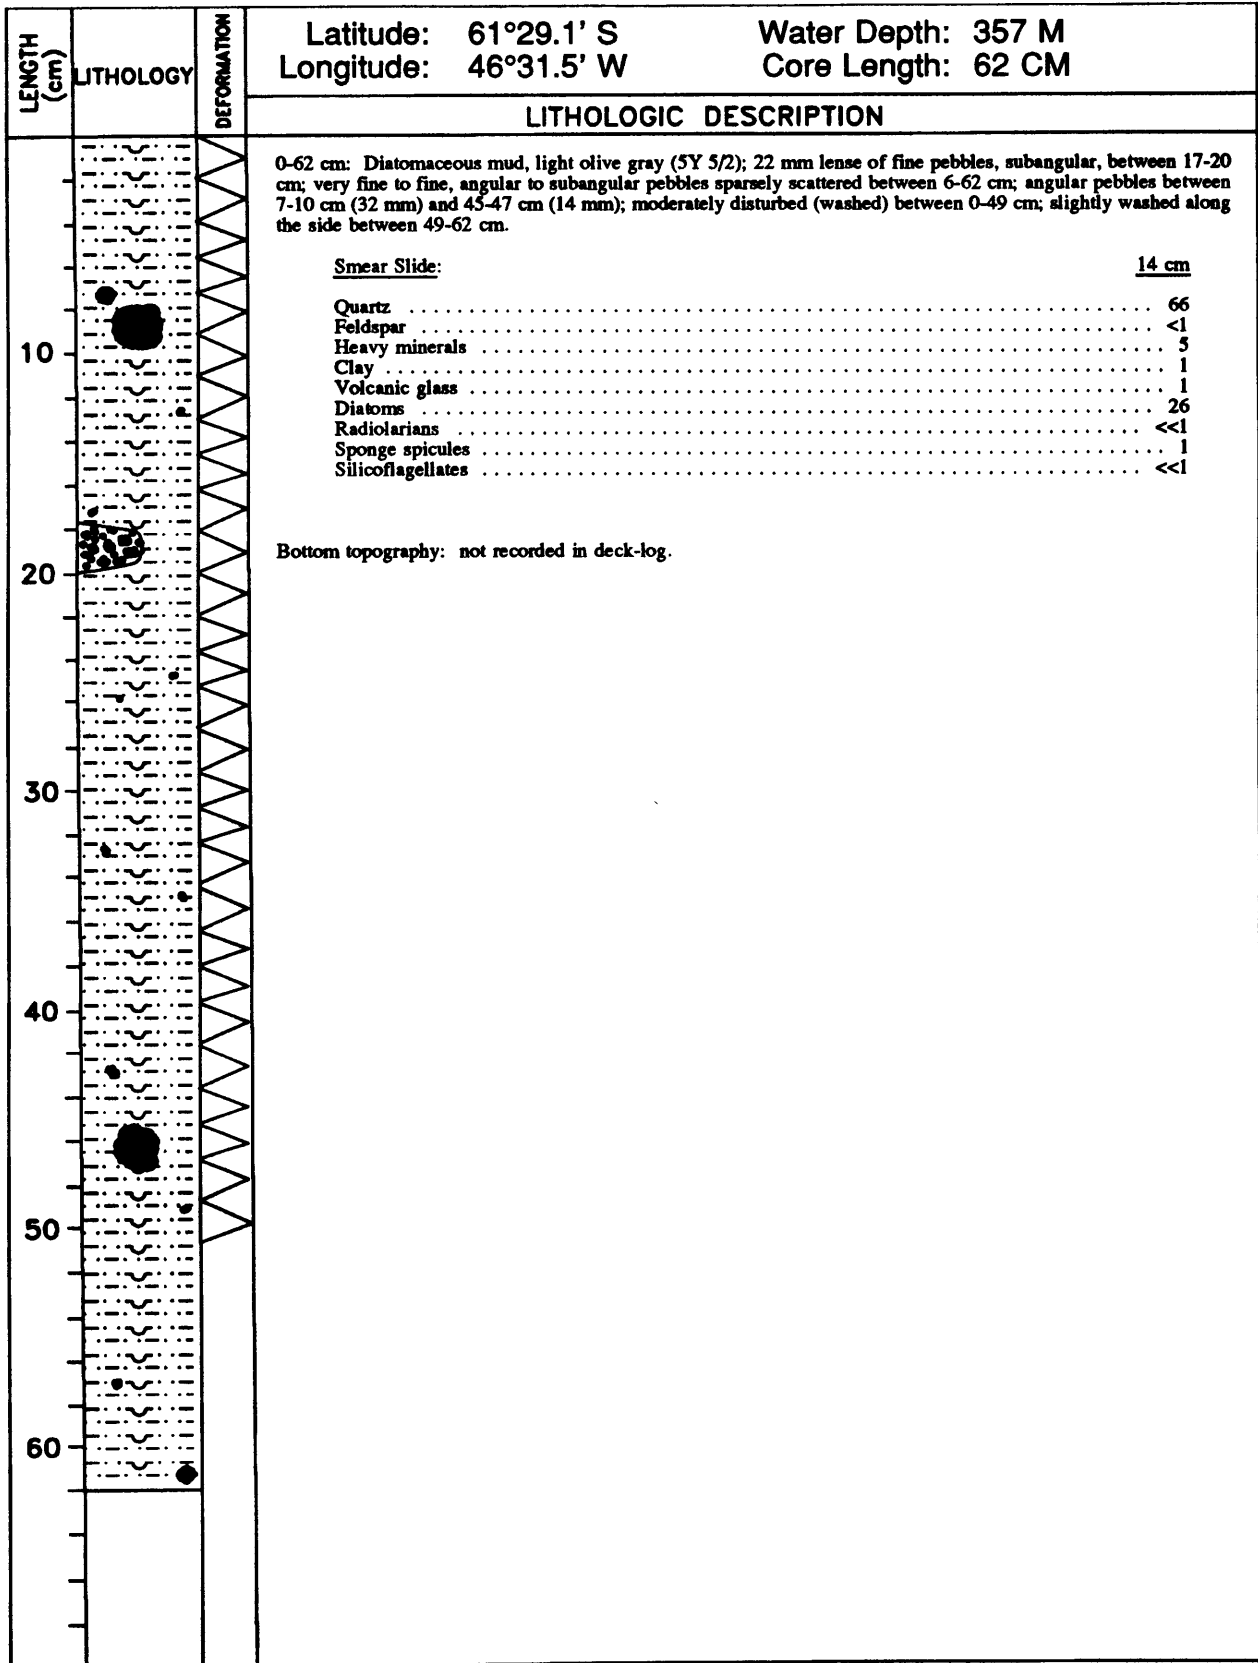 LENGTH (cm)
LITHOLOGY
DEFORMATION
Latitude: 61°29.1' S Water Depth: 357 M
Longitude: 46°31.5' W Core Length: 62 CM
LITHOLOGIC DESCRIPTION
0-62 cm: Diatomaceous mud, light olive gray (5Y 5/2); 22 mm lense of fine pebbles, subangular, between 17-20
cm; very fine to fine, angular to subangular pebbles sparsely scattered between 6-62 cm; angular pebbles between
7-10 cm (32 mm) and 45-47 cm (14 mm); moderately disturbed (washed) between 0-49 cm; slightly washed along
the side between 49-62 cm.
Smear Slide: 14 cm
Quartz 66
Feldspar <1
Heavy minerals 5
Clay 1
Volcanic glass 1
Diatoms 26
Radiolarians <<1
Sponge spicules 1
Silicoflagellates <<1
Bottom topography: not recorded in deck-log.
10
20
30
40
50
60